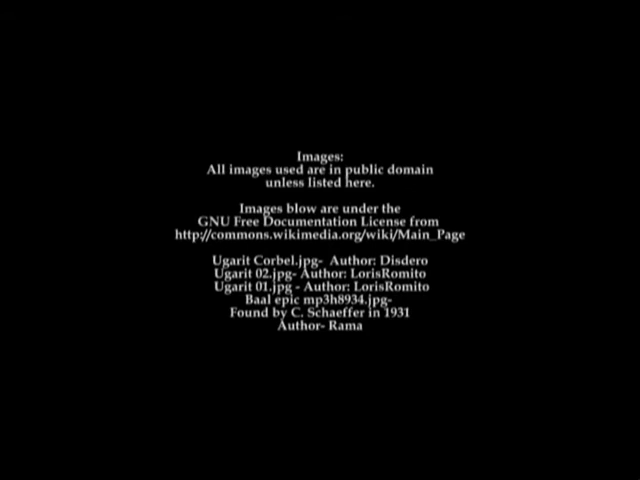 Images:
All images used are in public domain
unless listed here.
Images blow are under the
GNU Free Documentation License from
http://commons.wikimedia.org/wiki/Main_Page
Ugarit Corbel.jpg- Author: Disdero
Ugarit 02.jpg- Author: LorisRomito
Ugarit 01.jpg - Author: LorisRomito
Baal epic mp3h8934.jpg-
Found by C. Schaeffer in 1931
Author- Rama